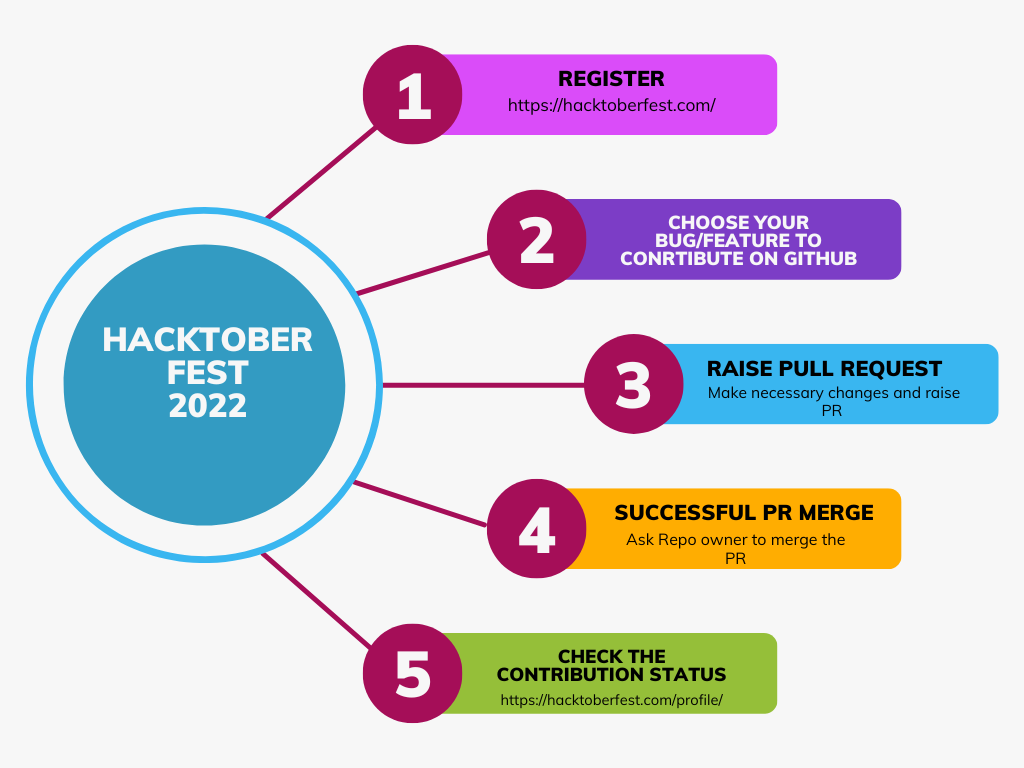 HACKTOBER
FEST
2022
1
REGISTER
https://hacktoberfest.com/
2
CHOOSE YOUR
BUG/FEATURE TO
CONRTIBUTE ON GITHUB
3
RAISE PULL REQUEST
Make necessary changes and raise
PR
4
SUCCESSFUL PR MERGE
Ask Repo owner to merge the
PR
5
CHECK THE
CONTRIBUTION STATUS
https://hacktoberfest.com/profile/